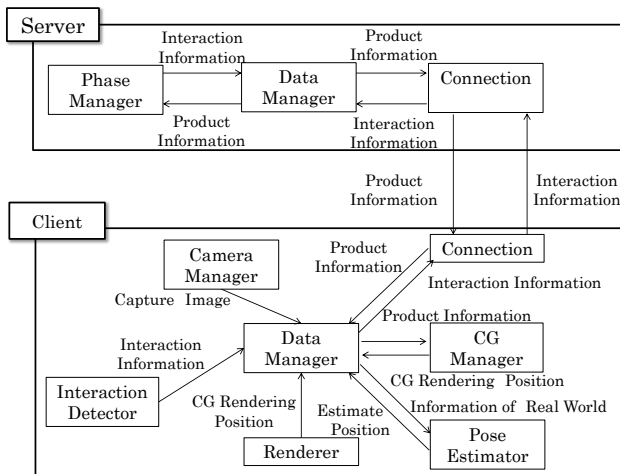 Server
Interaction
Information
Product
Information
Phase
Manager
Data
Manager
Connection
Product
Information
Interaction
Information
Product
Information
Interaction
Information
Client
Camera
Manager
Product
Information
Connection
Capture Image
Interaction Information
Product Information
Interaction
Information
Data
Manager
CG
Manager
Interaction
Detector
CG Rendering
Position
Estimate
Position
CG Rendering Position
Information of Real World
Renderer
Pose
Estimator